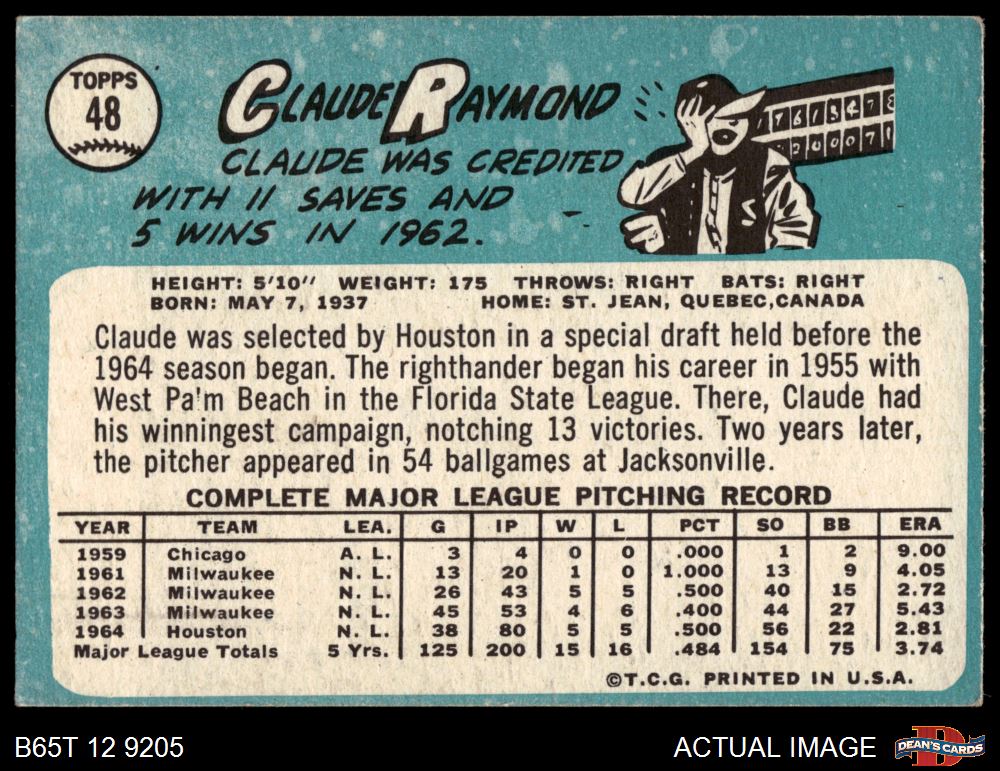 TOPPS
48
CLAUDE RAYMOND
CLAUDE WAS CREDITED
WITH 11 SAVES AND
5 WINS IN 1962.
HEIGHT: 5'10" WEIGHT: 175 THROWS: RIGHT BATS: RIGHT
BORN: MAY 7, 1937 HOME: ST. JEAN, QUEBEC,CANADA
Claude was selected by Houston in a special draft held before the
1964 season began. The righthander began his career in 1955 with
West Pa'm Beach in the Florida State League. There, Claude had
his winningest campaign, notching 13 victories. Two years later,
the pitcher appeared in 54 ballgames at Jacksonville.
COMPLETE MAJOR LEAGUE PITCHING RECORD
YEAR TEAM LEA. G IP W L PCT SO BB ERA
1959 Chicago A. L. 3 4 0 0 .000 1 2 9.00
1961 Milwaukee N. L. 13 20 1 0 1.000 13 9 4.05
1962 Milwaukee N. L. 26 43 5 5 .500 40 15 2.72
1963 Milwaukee N. L. 45 53 4 6 .400 44 27 5.43
1964 Houston N. L. 38 80 5 5 .500 56 22 2.81
Major League Totals 5 Yrs. 125 200 15 16 .484 154 75 3.74
©T.C.G. PRINTED IN U.S.A.
B65T 12 9205 ACTUAL IMAGE DEAN'S CARDS